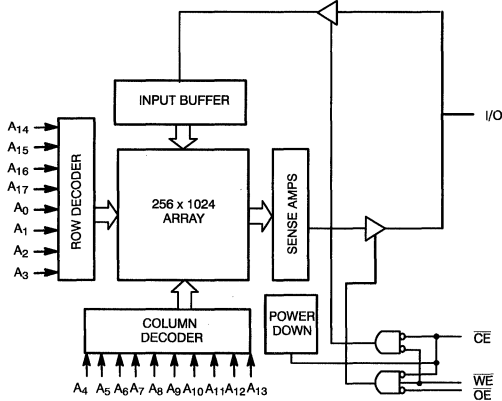 INPUT BUFFER
I/O
A14
A15
A16
A17
A0
A1
A2
A3
ROW DECODER
256 x 1024
ARRAY
SENSE AMPS
COLUMN
DECODER
POWER
DOWN
CE
WE
OE
A4 A5 A6 A7 A8 A9 A10 A11 A12 A13